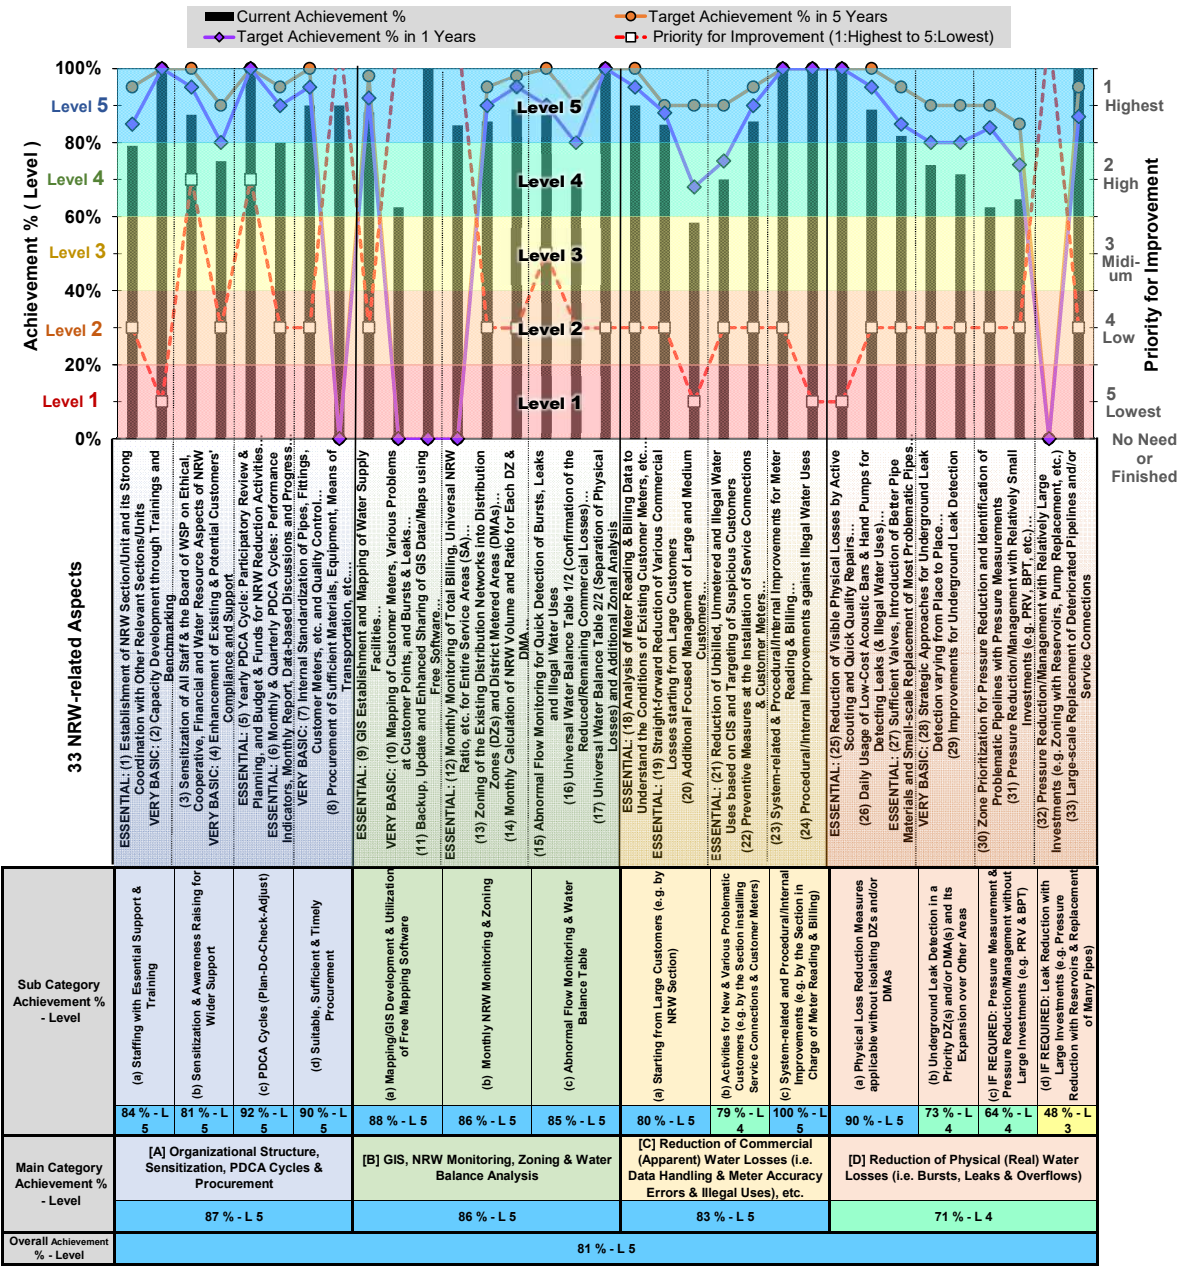 Current Achievement %
Target Achievement % in 5 Years
Target Achievement % in 1 Years
Priority for Improvement (1:Highest to 5:Lowest)
Achievement % ( Level )
100%
Level 5
80%
Level 4
60%
Level 3
40%
Level 2
20%
Level 1
0%
Level 5
Level 4
Level 3
Level 2
Level 1
1
Highest
2
High
3
Midi-
um
4
Low
5
Lowest
No Need
or
Finished
Priority for Improvement
33 NRW-related Aspects
ESSENTIAL: (1) Establishment of NRW Section/Unit and its Strong
Coordination with Other Relevant Sections/Units
VERY BASIC: (2) Capacity Development through Trainings and
Benchmarking
(3) Sensitization of All Staff & the Board of WSP on Ethical,
Cooperative, Financial and Water Resource Aspects of NRW
VERY BASIC: (4) Enhancement of Existing & Potential Customers'
Compliance and Support
ESSENTIAL: (5) Yearly PDCA Cycle: Participatory Review &
Planning, and Budget & Funds for NRW Reduction Activities…
ESSENTIAL: (6) Monthly & Quarterly PDCA Cycles: Performance
Indicators, Monthly Report, Data-based Discussions and Progress…
VERY BASIC: (7) Internal Standardization of Pipes, Fittings,
Customer Meters, etc. and Quality Control…
(8) Procurement of Sufficient Materials, Equipment, Means of
Transportation, etc.…
ESSENTIAL: (9) GIS Establishment and Mapping of Water Supply
Facilities…
VERY BASIC: (10) Mapping of Customer Meters, Various Problems
at Customer Points, and Bursts & Leaks…
(11) Backup, Update and Enhanced Sharing of GIS Data/Maps using
Free Software…
ESSENTIAL: (12) Monthly Monitoring of Total Billing, Universal NRW
Ratio, etc. for Entire Service Areas (SA)…
(13) Zoning of the Existing Distribution Networks into Distribution
Zones (DZs) and District Metered Areas (DMAs)…
(14) Monthly Calculation of NRW Volume and Ratio for Each DZ &
DMA…
(15) Abnormal Flow Monitoring for Quick Detection of Bursts, Leaks
and Illegal Water Uses
(16) Universal Water Balance Table 1/2 (Confirmation of the
Reduced/Remaining Commercial Losses)…
(17) Universal Water Balance Table 2/2 (Separation of Physical
Losses) and Additional Zonal Analysis
ESSENTIAL: (18) Analysis of Meter Reading & Billing Data to
Understand the Conditions of Existing Customer Meters, etc…
ESSENTIAL: (19) Straight-forward Reduction of Various Commercial
Losses starting from Large Customers
(20) Additional Focused Management of Large and Medium
Customers…
ESSENTIAL: (21) Reduction of Unbilled, Unmetered and Illegal Water
Uses based on CIS and Targeting of Suspicious Customers
(22) Preventive Measures at the Installation of Service Connections
& Customer Meters…
(23) System-related & Procedural/Internal Improvements for Meter
Reading & Billing…
(24) Procedural/Internal Improvements against Illegal Water Uses
ESSENTIAL: (25) Reduction of Visible Physical Losses by Active
Scouting and Quick Quality Repairs…
(26) Daily Usage of Low-Cost Acoustic Bars & Hand Pumps for
Detecting Leaks (& Illegal Water Uses)…
ESSENTIAL: (27) Sufficient Valves, Introduction of Better Pipe
Materials and Small-scale Replacement of Most Problematic Pipes…
VERY BASIC: (28) Strategic Approaches for Underground Leak
Detection varying from Place to Place…
(29) Improvements for Underground Leak Detection
(30) Zone Prioritization for Pressure Reduction and Identification of
Problematic Pipelines with Pressure Measurements
(31) Pressure Reduction/Management with Relatively Small
Investments (e.g. PRV, BPT, etc.)…
(32) Pressure Reduction/Management with Relatively Large
Investments (e.g. Zoning with Reservoirs, Pump Replacement, etc.)
(33) Large-scale Replacement of Deteriorated Pipelines and/or
Service Connections
Sub Category
Achievement %
- Level
(a) Staffing with Essential Support &
Training
(b) Sensitization & Awareness Raising for
Wider Support
(c) PDCA Cycles (Plan-Do-Check-Adjust)
(d) Suitable, Sufficient & Timely
Procurement
(a) Mapping/GIS Development & Utilization
of Free Mapping Software
(b) Monthly NRW Monitoring & Zoning
(c) Abnormal Flow Monitoring & Water
Balance Table
(a) Starting from Large Customers (e.g. by
NRW Section)
(b) Activities for New & Various Problematic
Customers (e.g. by the Section installing
Service Connections & Customer Meters)
(c) System-related and Procedural/Internal
Improvements (e.g. by the Section in
Charge of Meter Reading & Billing)
(a) Physical Loss Reduction Measures
applicable without isolating DZs and/or
DMAs
(b) Underground Leak Detection in a
Priority DZ(s) and/or DMA(s) and Its
Expansion over Other Areas
(c) IF REQUIRED: Pressure Measurement &
Pressure Reduction/Management without
Large Investments (e.g. PRV & BPT)
(d) IF REQUIRED: Leak Reduction with
Large Investments (e.g. Pressure
Reduction with Reservoirs & Replacement
of Many Pipes)
84 % - L
5
81 % - L
5
92 % - L
5
90 % - L
5
88 % - L 5
86 % - L 5
85 % - L 5
80 % - L 5
79 % - L
4
100 % - L
5
90 % - L 5
73 % - L
4
64 % - L
4
48 % - L
3
Main Category
Achievement %
- Level
[A] Organizational Structure,
Sensitization, PDCA Cycles &
Procurement
[B] GIS, NRW Monitoring, Zoning & Water
Balance Analysis
[C] Reduction of Commercial
(Apparent) Water Losses (i.e.
Data Handling & Meter Accuracy
Errors & Illegal Uses), etc.
[D] Reduction of Physical (Real) Water
Losses (i.e. Bursts, Leaks & Overflows)
87 % - L 5
86 % - L 5
83 % - L 5
71 % - L 4
Overall Achievement
% - Level
81 % - L 5